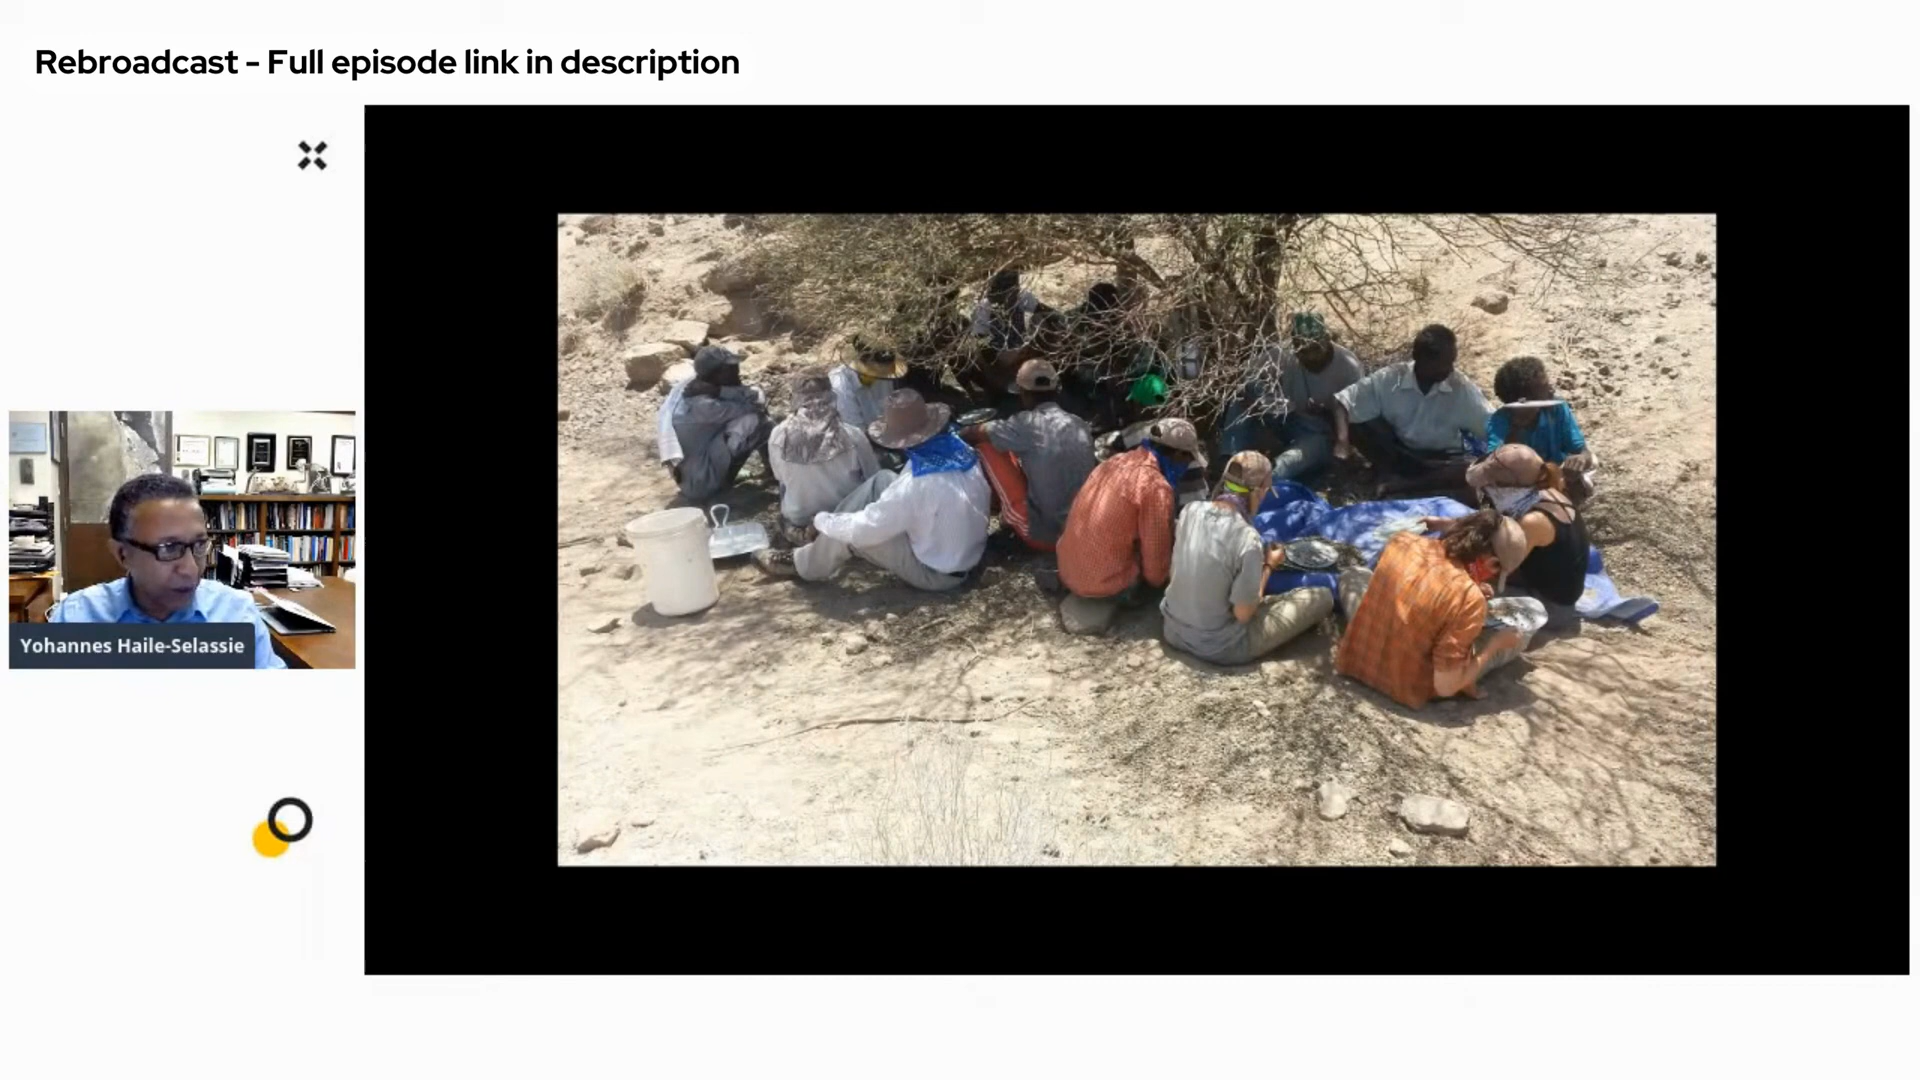 Rebroadcast - Full episode link in description
Yohannes Haile-Selassie